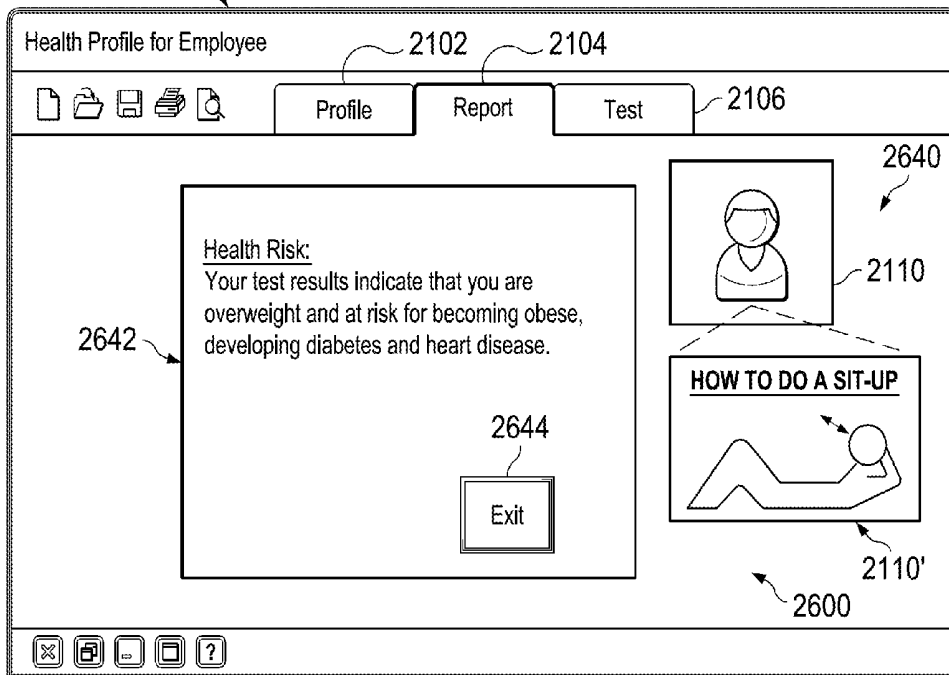 Health Profile for Employee
2102
2104
Profile
Report
Test
2106
2640
2110
Health Risk:
Your test results indicate that you are
overweight and at risk for becoming obese,
developing diabetes and heart disease.
2642
HOW TO DO A SIT-UP
2644
Exit
2110'
2600
?